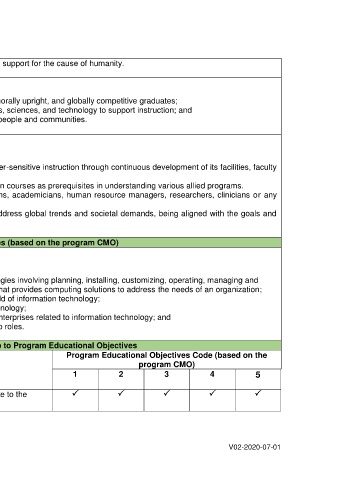 support for the cause of humanity.
orally upright, and globally competitive graduates;
s, sciences, and technology to support instruction; and
people and communities.
er-sensitive instruction through continuous development of its facilities, faculty
n courses as prerequisites in understanding various allied programs.
ns, academicians, human resource managers, researchers, clinicians or any
ddress global trends and societal demands, being aligned with the goals and
es (based on the program CMO)
gies involving planning, installing, customizing, operating, managing and
hat provides computing solutions to address the needs of an organization;
ld of information technology;
nology;
nterprises related to information technology; and
o roles.
p to Program Educational Objectives
Program Educational Objectives Code (based on the
program CMO)
1 2 3 4 5
e to the ✓ ✓ ✓ ✓ ✓
V02-2020-07-01